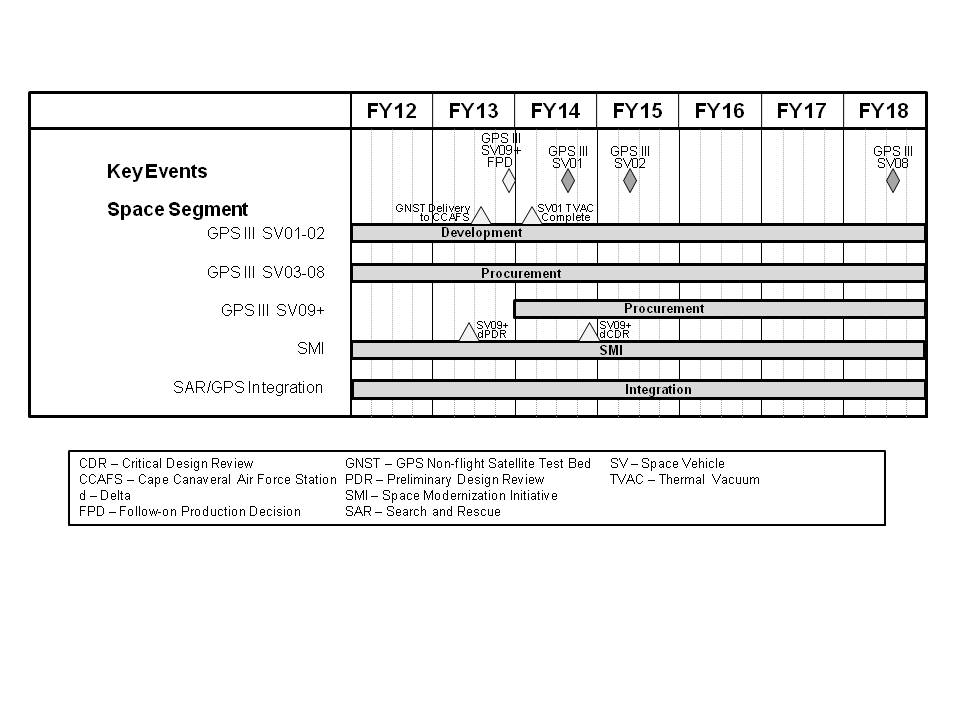 FY12 FY13 FY14 FY15 FY16 FY17 FY18
Key Events
GPS III
SV09+
FPD
GPS III
SV01
GPS III
SV02
GPS III
SV08
Space Segment
GNST Delivery
to CCAFS
SV01 TVAC
Complete
GPS III SV01-02
Development
GPS III SV03-08
Procurement
GPS III SV09+
Procurement
SV09+
dPDR
SV09+
dCDR
SMI
SMI
SAR/GPS Integration
Integration
CDR – Critical Design Review
CCAFS – Cape Canaveral Air Force Station
d – Delta
FPD – Follow-on Production Decision
GNST – GPS Non-flight Satellite Test Bed
PDR – Preliminary Design Review
SMI – Space Modernization Initiative
SAR – Search and Rescue
SV – Space Vehicle
TVAC – Thermal Vacuum